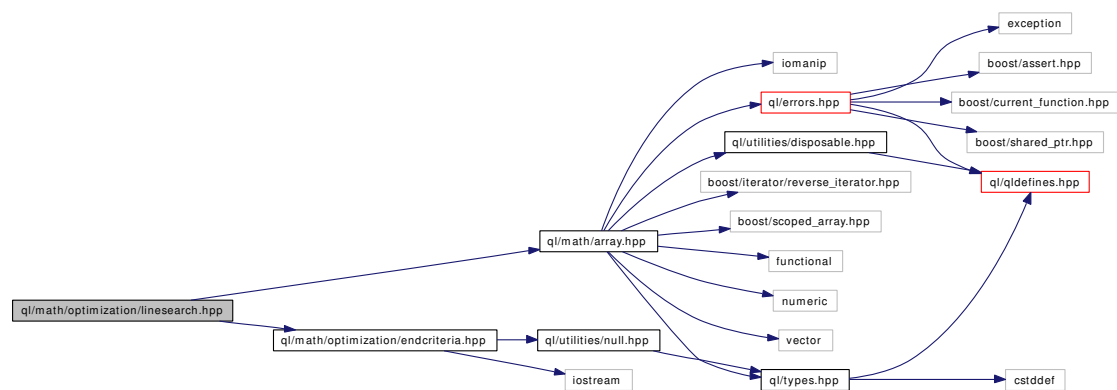 exception
iomanip
boost/assert.hpp
ql/errors.hpp
boost/current_function.hpp
ql/utilities/disposable.hpp
boost/shared_ptr.hpp
boost/iterator/reverse_iterator.hpp
ql/qldefines.hpp
boost/scoped_array.hpp
ql/math/array.hpp
functional
numeric
ql/math/optimization/linesearch.hpp
vector
ql/math/optimization/endcriteria.hpp
ql/utilities/null.hpp
iostream
ql/types.hpp
cstddef